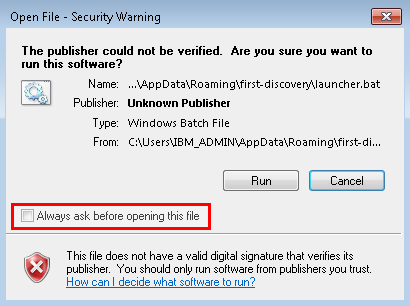 Open File - Security Warning
The publisher could not be verified. Are you sure you want to
run this software?
Name: ...\AppData\Roaming\first-discovery\launcher.bat
Publisher: Unknown Publisher
Type: Windows Batch File
From: C:\Users\IBM_ADMIN\AppData\Roaming\first-di...
Run Cancel
Always ask before opening this file
This file does not have a valid digital signature that verifies its
publisher. You should only run software from publishers you trust.
How can I decide what software to run?